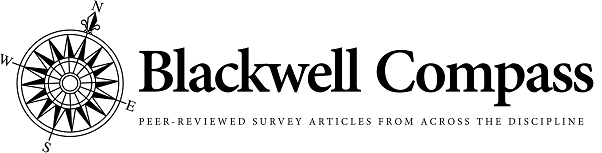 N
W
E
S
Blackwell Compass
PEER-REVIEWED SURVEY ARTICLES FROM ACROSS THE DISCIPLINE